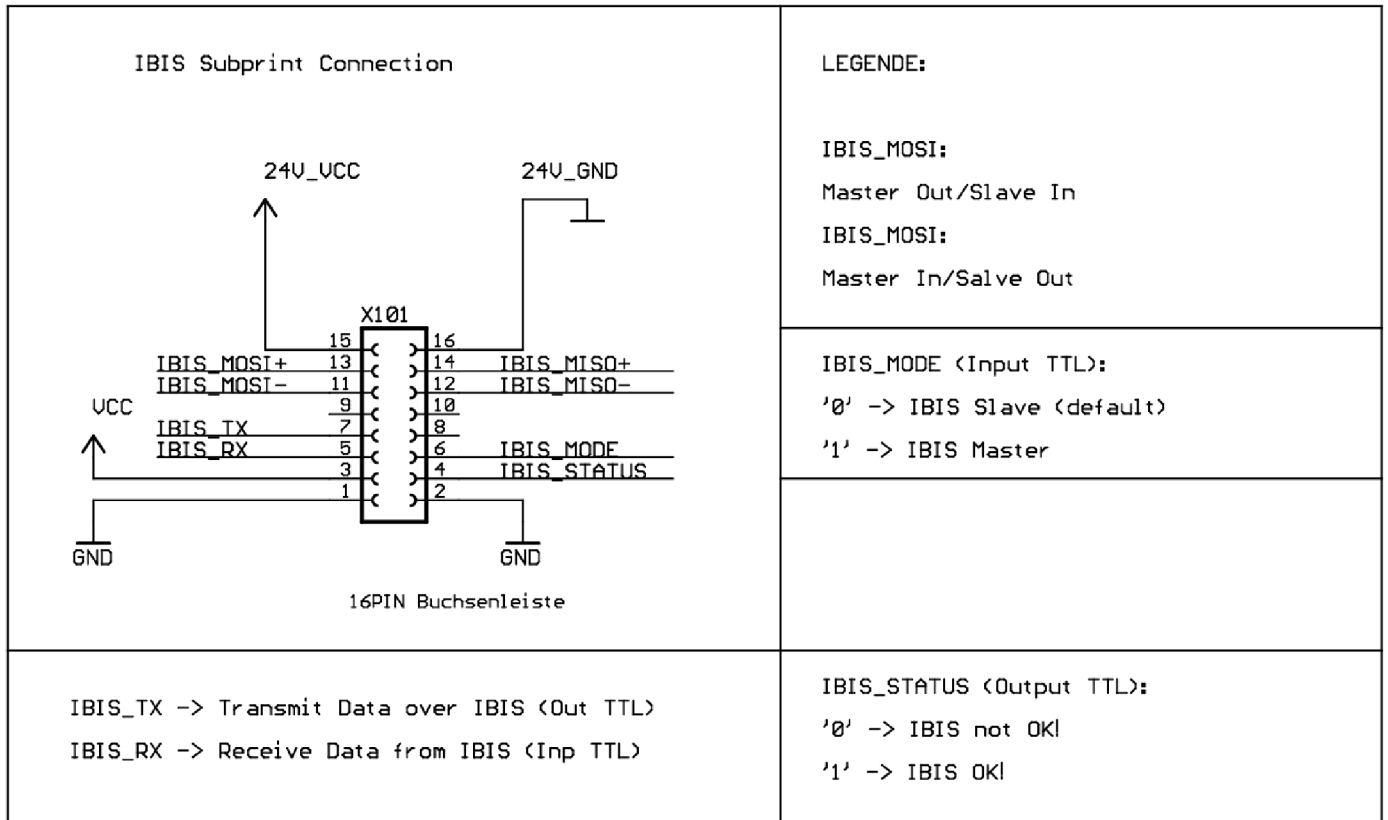 IBIS Subprint Connection
24V_VCC
24V_GND
X101
15
16
IBIS_MOSI+
13
14
IBIS_MISO+
IBIS_MOSI-
11
12
IBIS_MISO-
VCC
9
10
IBIS_TX
7
8
IBIS_RX
5
6
IBIS_MODE
3
4
IBIS_STATUS
1
2
GND
GND
16PIN Buchsenleiste
LEGENDE:
IBIS_MOSI:
Master Out/Slave In
IBIS_MOSI:
Master In/Salve Out
IBIS_MODE (Input TTL):
'0' -> IBIS Slave (default)
'1' -> IBIS Master
IBIS_TX -> Transmit Data over IBIS (Out TTL)
IBIS_RX -> Receive Data from IBIS (Inp TTL)
IBIS_STATUS (Output TTL):
'0' -> IBIS not OK!
'1' -> IBIS OK!